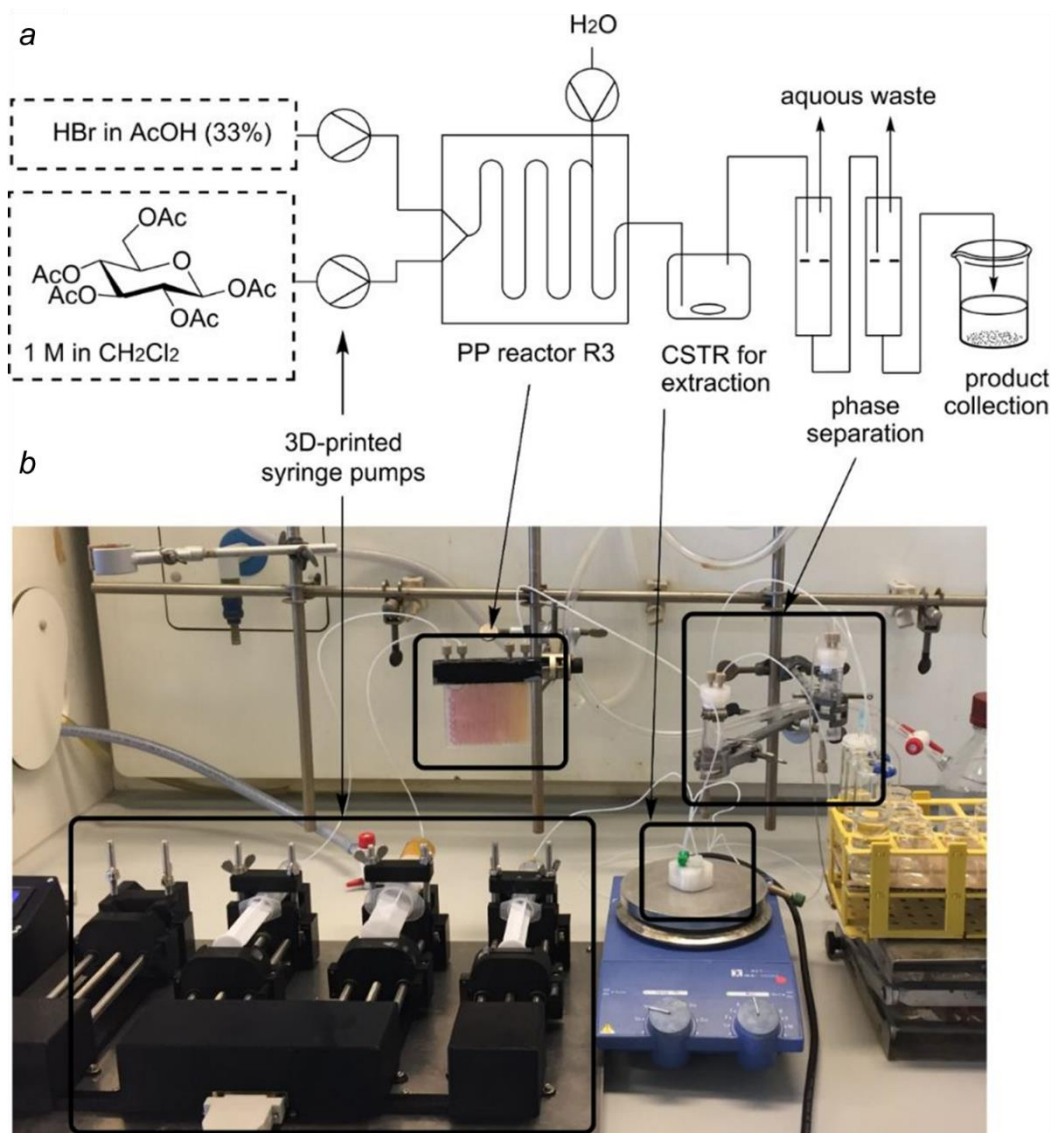 a
H2O
aquous waste
HBr in AcOH (33%)
OAc
AcO
O
AcO
OAc
OAc
1 M in CH2Cl2
PP reactor R3
CSTR for
extraction
product
collection
phase
separation
3D-printed
syringe pumps
b